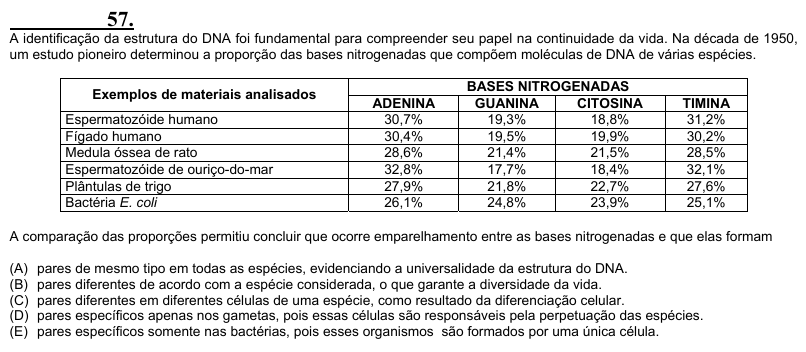 57.
A identificação da estrutura do DNA foi fundamental para compreender seu papel na continuidade da vida. Na década de 1950,
um estudo pioneiro determinou a proporção das bases nitrogenadas que compõem moléculas de DNA de várias espécies.
Exemplos de materiais analisados BASES NITROGENADAS
ADENINA GUANINA CITOSINA TIMINA
Espermatozóide humano 30,7% 19,3% 18,8% 31,2%
Fígado humano 30,4% 19,5% 19,9% 30,2%
Medula óssea de rato 28,6% 21,4% 21,5% 28,5%
Espermatozóide de ouriço-do-mar 32,8% 17,7% 18,4% 32,1%
Plântulas de trigo 27,9% 21,8% 22,7% 27,6%
Bactéria E. coli 26,1% 24,8% 23,9% 25,1%
A comparação das proporções permitiu concluir que ocorre emparelhamento entre as bases nitrogenadas e que elas formam
(A) pares de mesmo tipo em todas as espécies, evidenciando a universalidade da estrutura do DNA.
(B) pares diferentes de acordo com a espécie considerada, o que garante a diversidade da vida.
(C) pares diferentes em diferentes células de uma espécie, como resultado da diferenciação celular.
(D) pares específicos apenas nos gametas, pois essas células são responsáveis pela perpetuação das espécies.
(E) pares específicos somente nas bactérias, pois esses organismos são formados por uma única célula.